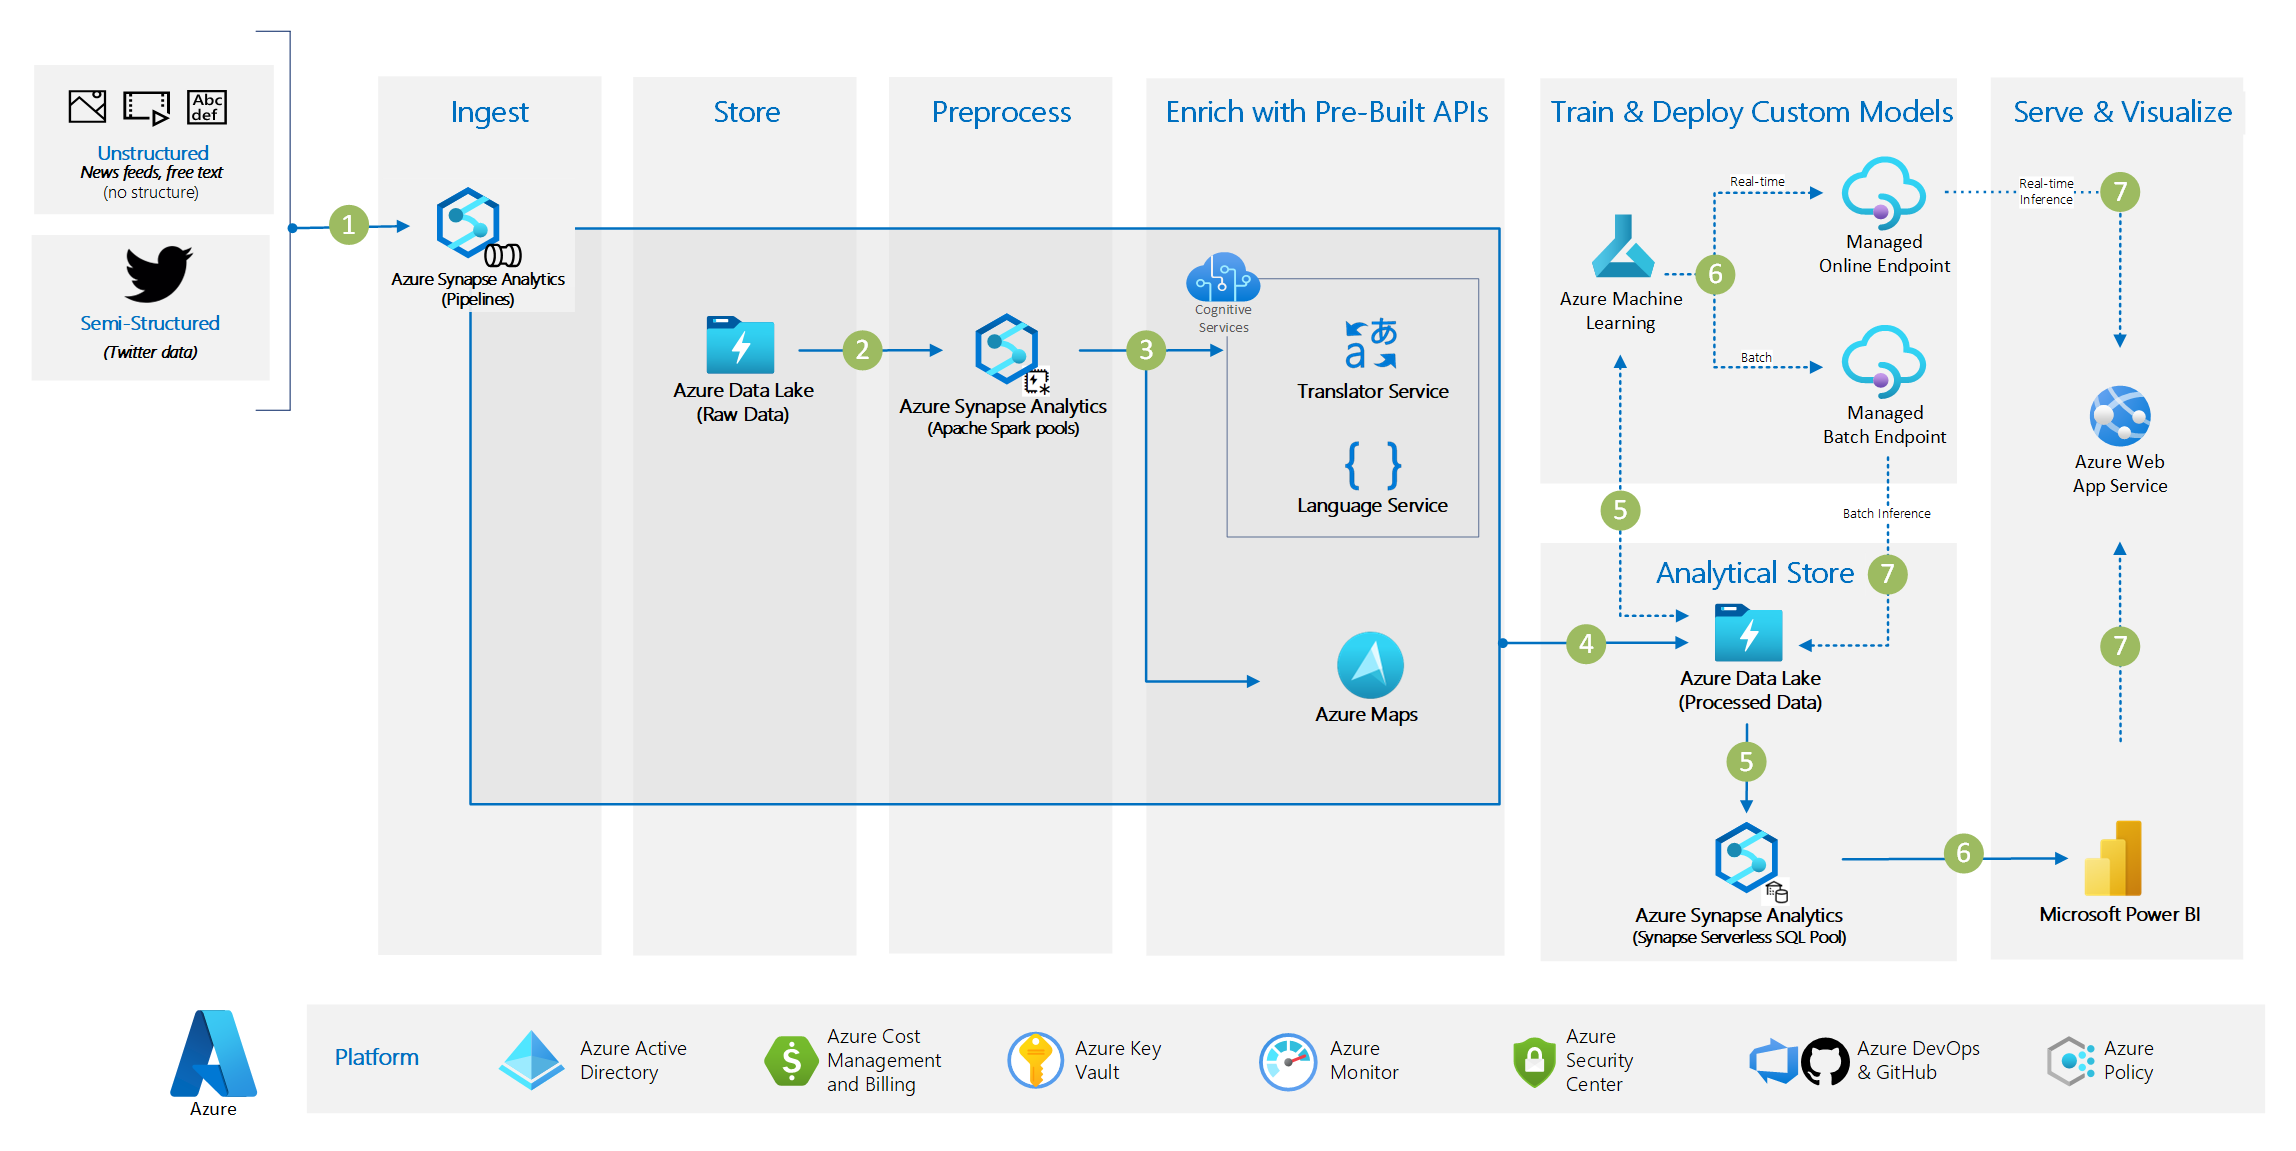 Abc
def
Unstructured
News feeds, free text
(no structure)
Semi-Structured
(Twitter data)
1
Ingest
Azure Synapse Analytics
(Pipelines)
Store
Azure Data Lake
(Raw Data)
2
Preprocess
Azure Synapse Analytics
(Apache Spark pools)
3
Enrich with Pre-Built APIs
Cognitive
Services
あ
a
Translator Service
{ }
Language Service
Azure Maps
4
Train & Deploy Custom Models
Azure Machine
Learning
6
Real-time
Managed
Online Endpoint
Batch
Managed
Batch Endpoint
5
Batch Inference
7
Analytical Store
Azure Data Lake
(Processed Data)
5
Azure Synapse Analytics
(Synapse Serverless SQL Pool)
6
Serve & Visualize
Real-time
Inference
7
Azure Web
App Service
7
Microsoft Power BI
Azure
Platform
Azure Active
Directory
$
Azure Cost
Management
and Billing
Azure Key
Vault
Azure
Monitor
Azure
Security
Center
Azure DevOps
& GitHub
Azure
Policy